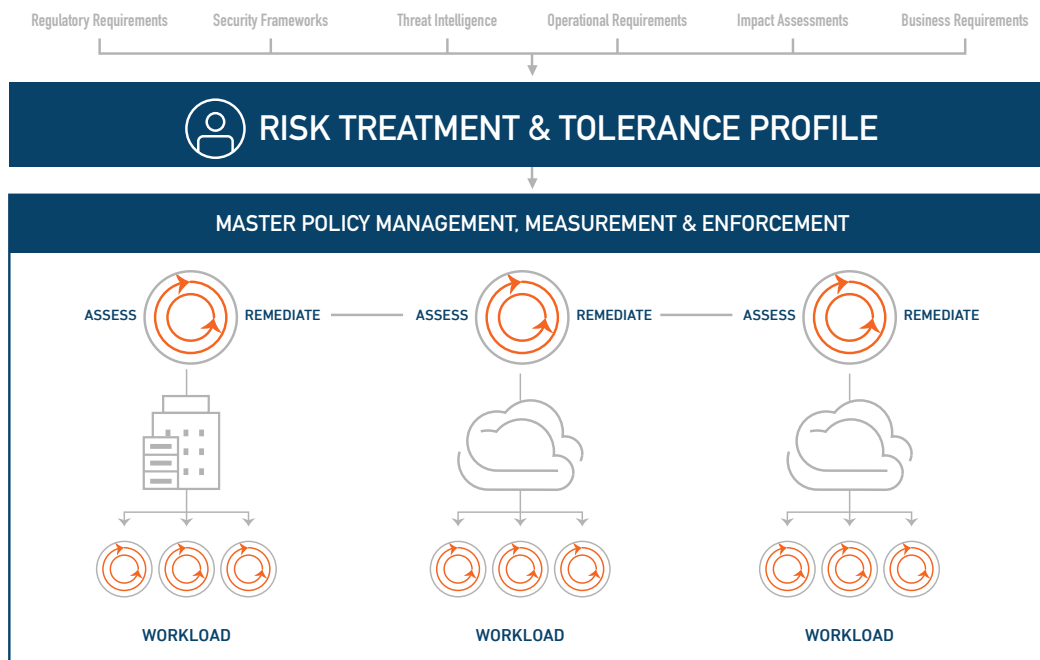 Regulatory Requirements
Security Frameworks
Threat Intelligence
Operational Requirements
Impact Assessments
Business Requirements
RISK TREATMENT & TOLERANCE PROFILE
MASTER POLICY MANAGEMENT, MEASUREMENT & ENFORCEMENT
ASSESS
REMEDIATE
ASSESS
REMEDIATE
ASSESS
REMEDIATE
WORKLOAD
WORKLOAD
WORKLOAD